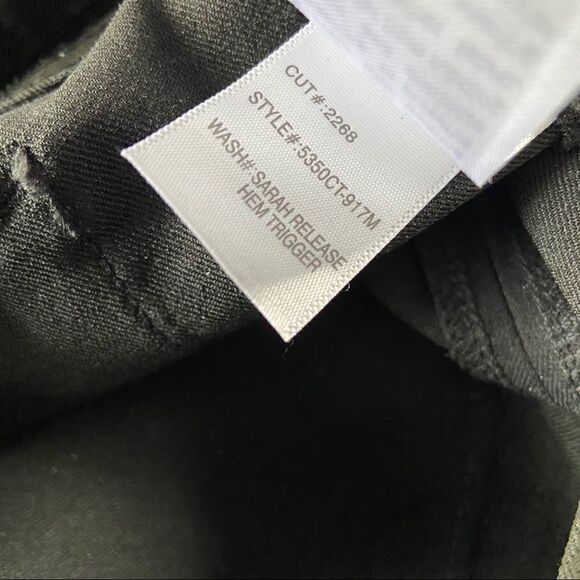 CUT#:2268
STYLE#:5350CT-917M
WASH#:SARAH RELEASE
HEM TRIGGER